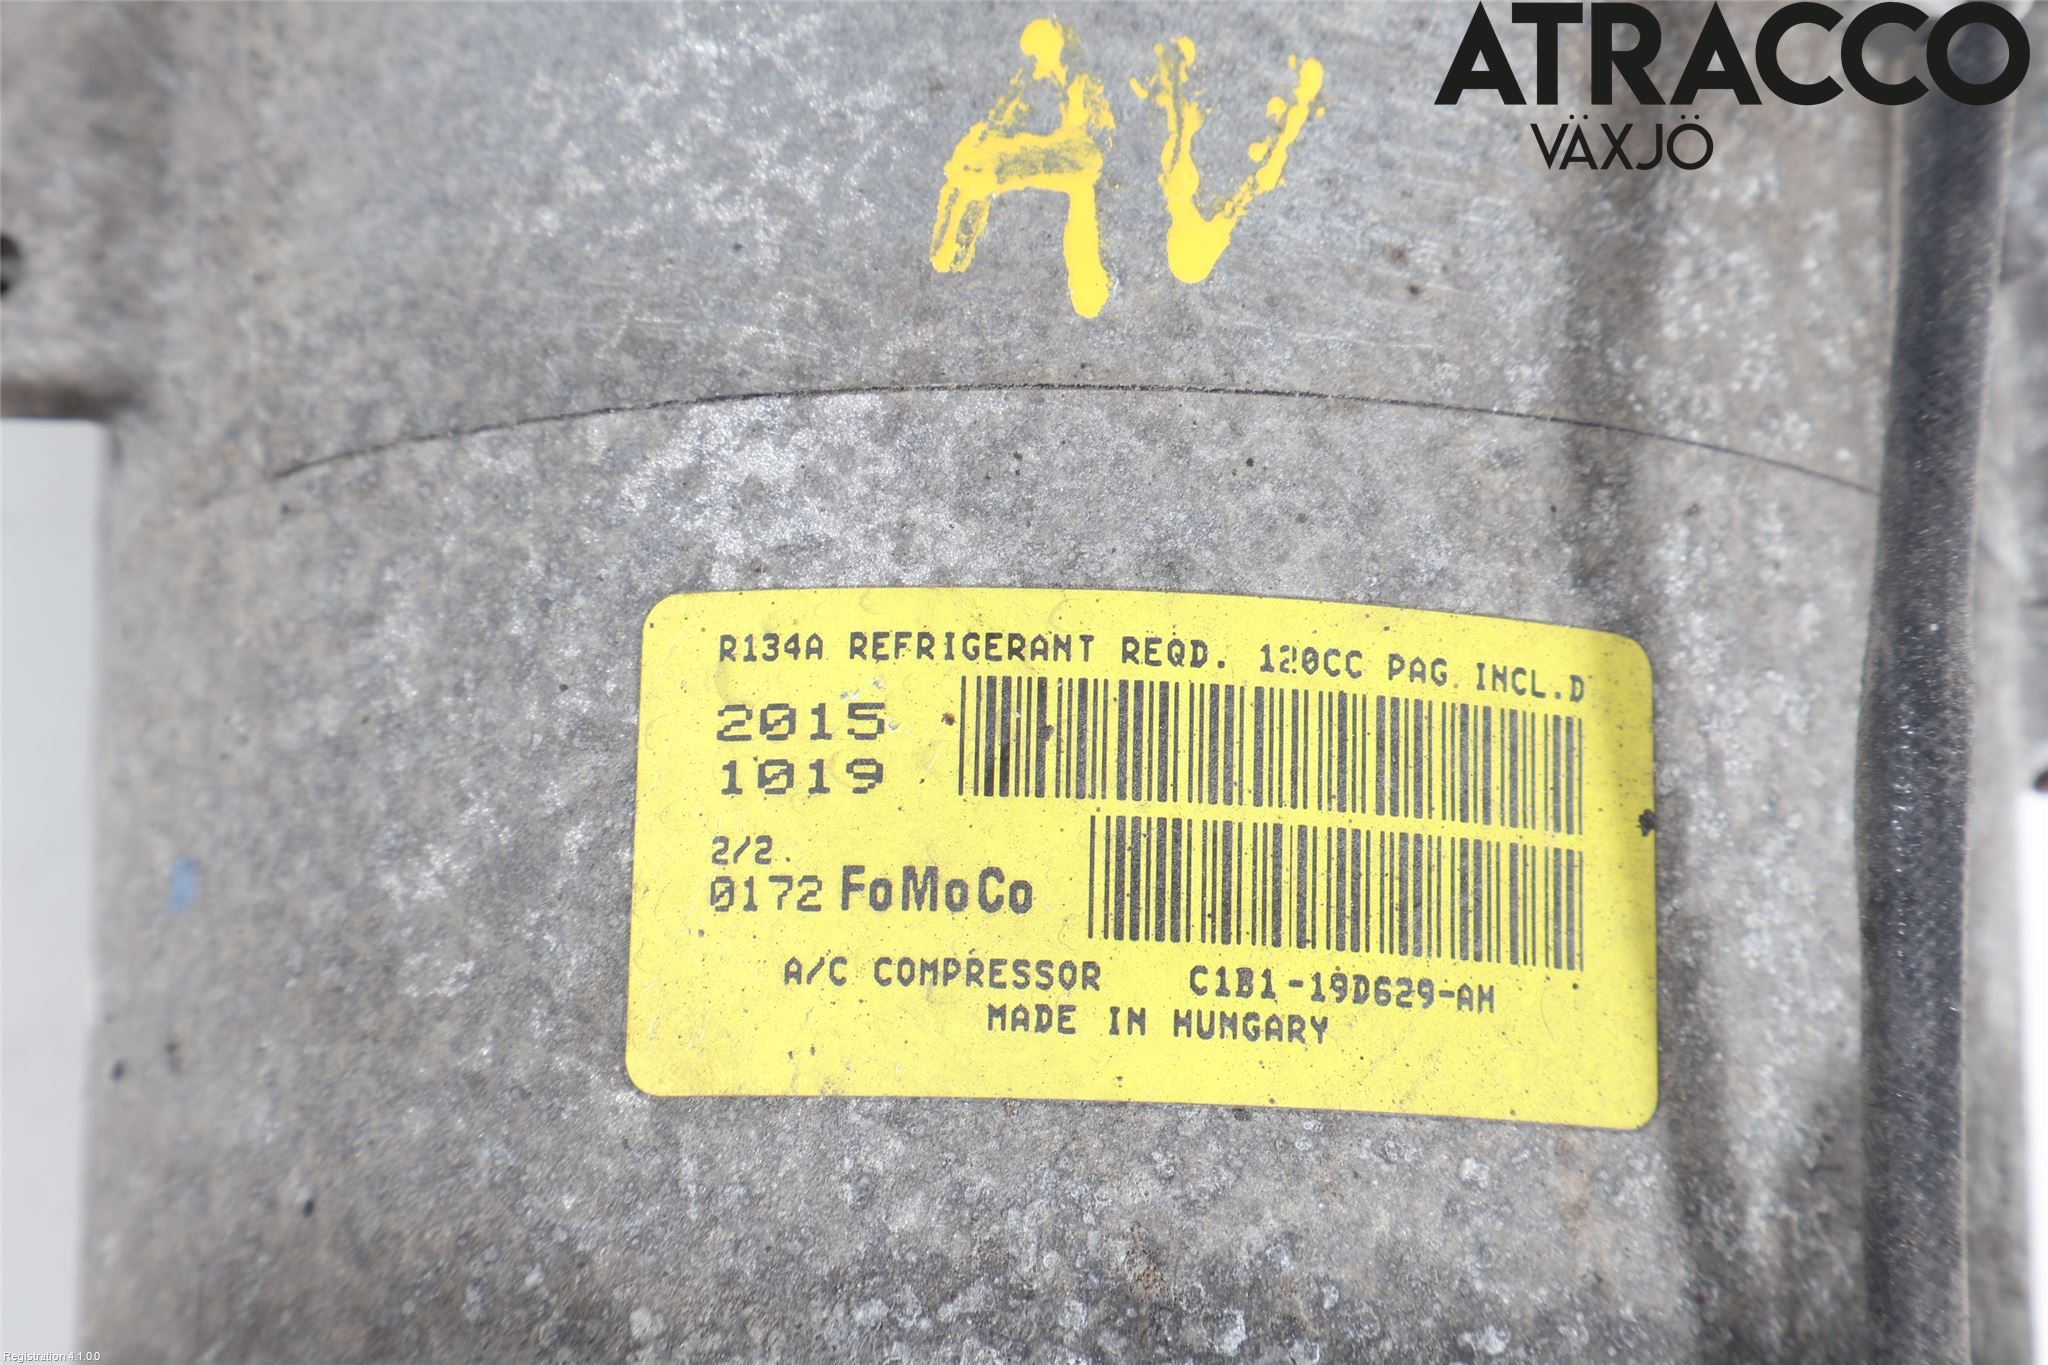 ATRACCO
VÄXJÖ
AV
R134A REFRIGERANT REQD. 120CC PAG INCL.D
2015
1019
2/2.
0172 FoMoCo
A/C COMPRESSOR C1B1-19D629-AH
MADE IN HUNGARY
Registration 4.1.0.0